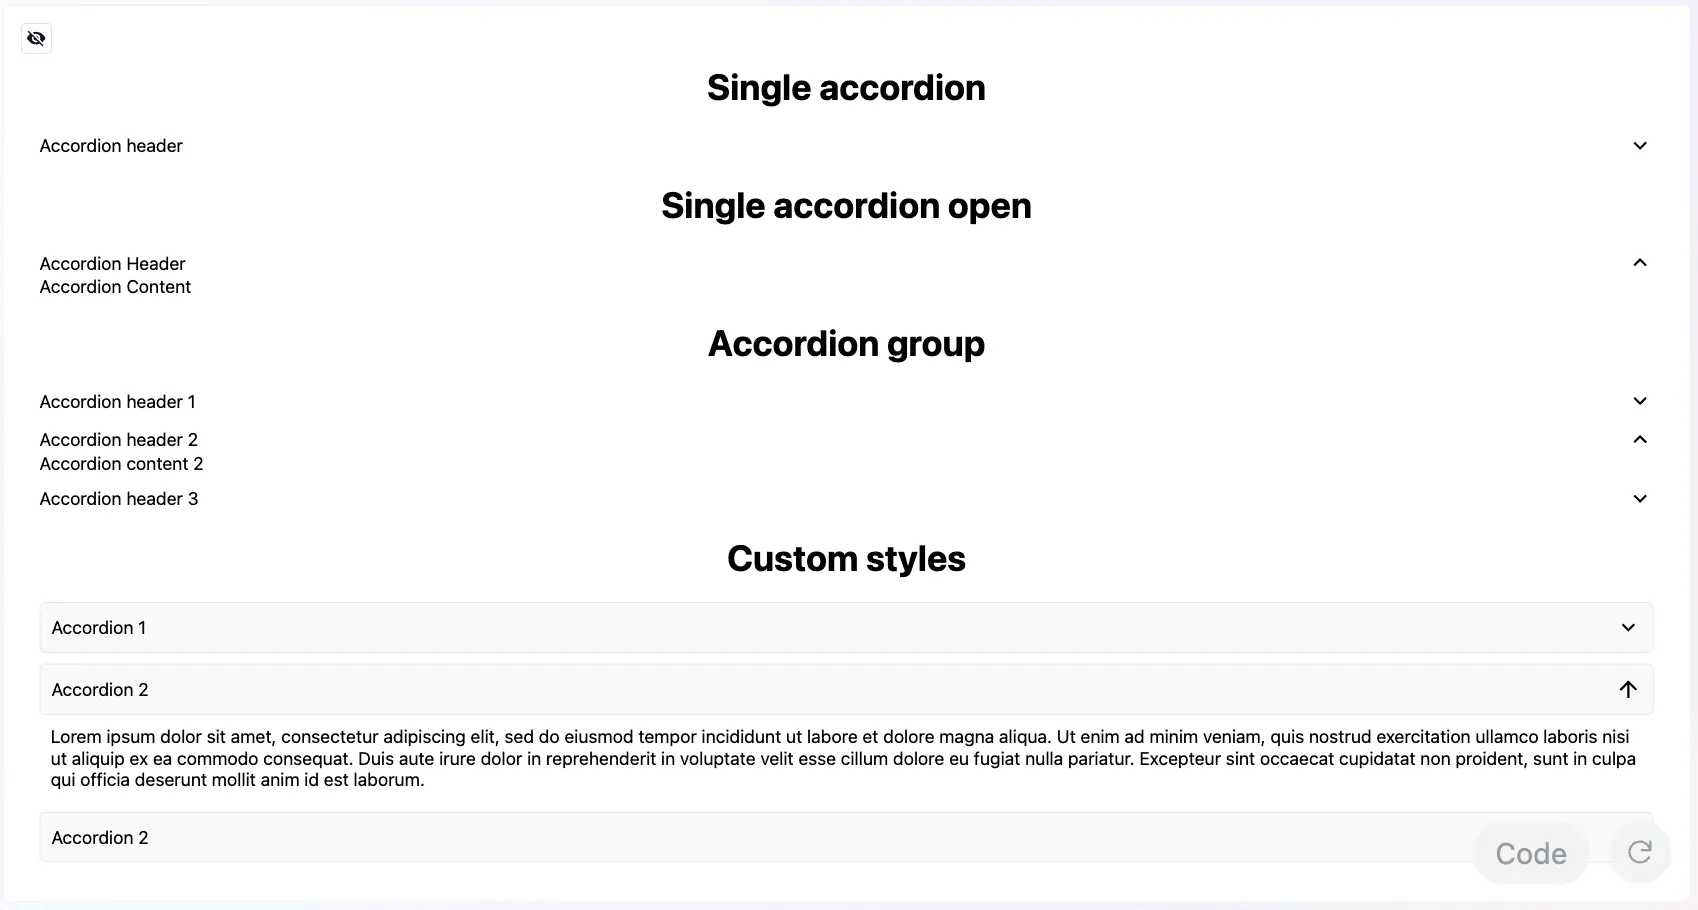 Single accordion
Accordion header
Single accordion open
Accordion Header
Accordion Content
Accordion group
Accordion header 1
Accordion header 2
Accordion content 2
Accordion header 3
Custom styles
Accordion 1
Accordion 2
Lorem ipsum dolor sit amet, consectetur adipiscing elit, sed do eiusmod tempor incididunt ut labore et dolore magna aliqua. Ut enim ad minim veniam, quis nostrud exercitation ullamco laboris nisi
ut aliquip ex ea commodo consequat. Duis aute irure dolor in reprehenderit in voluptate velit esse cillum dolore eu fugiat nulla pariatur. Excepteur sint occaecat cupidatat non proident, sunt in culpa
qui officia deserunt mollit anim id est laborum.
Accordion 2
Code